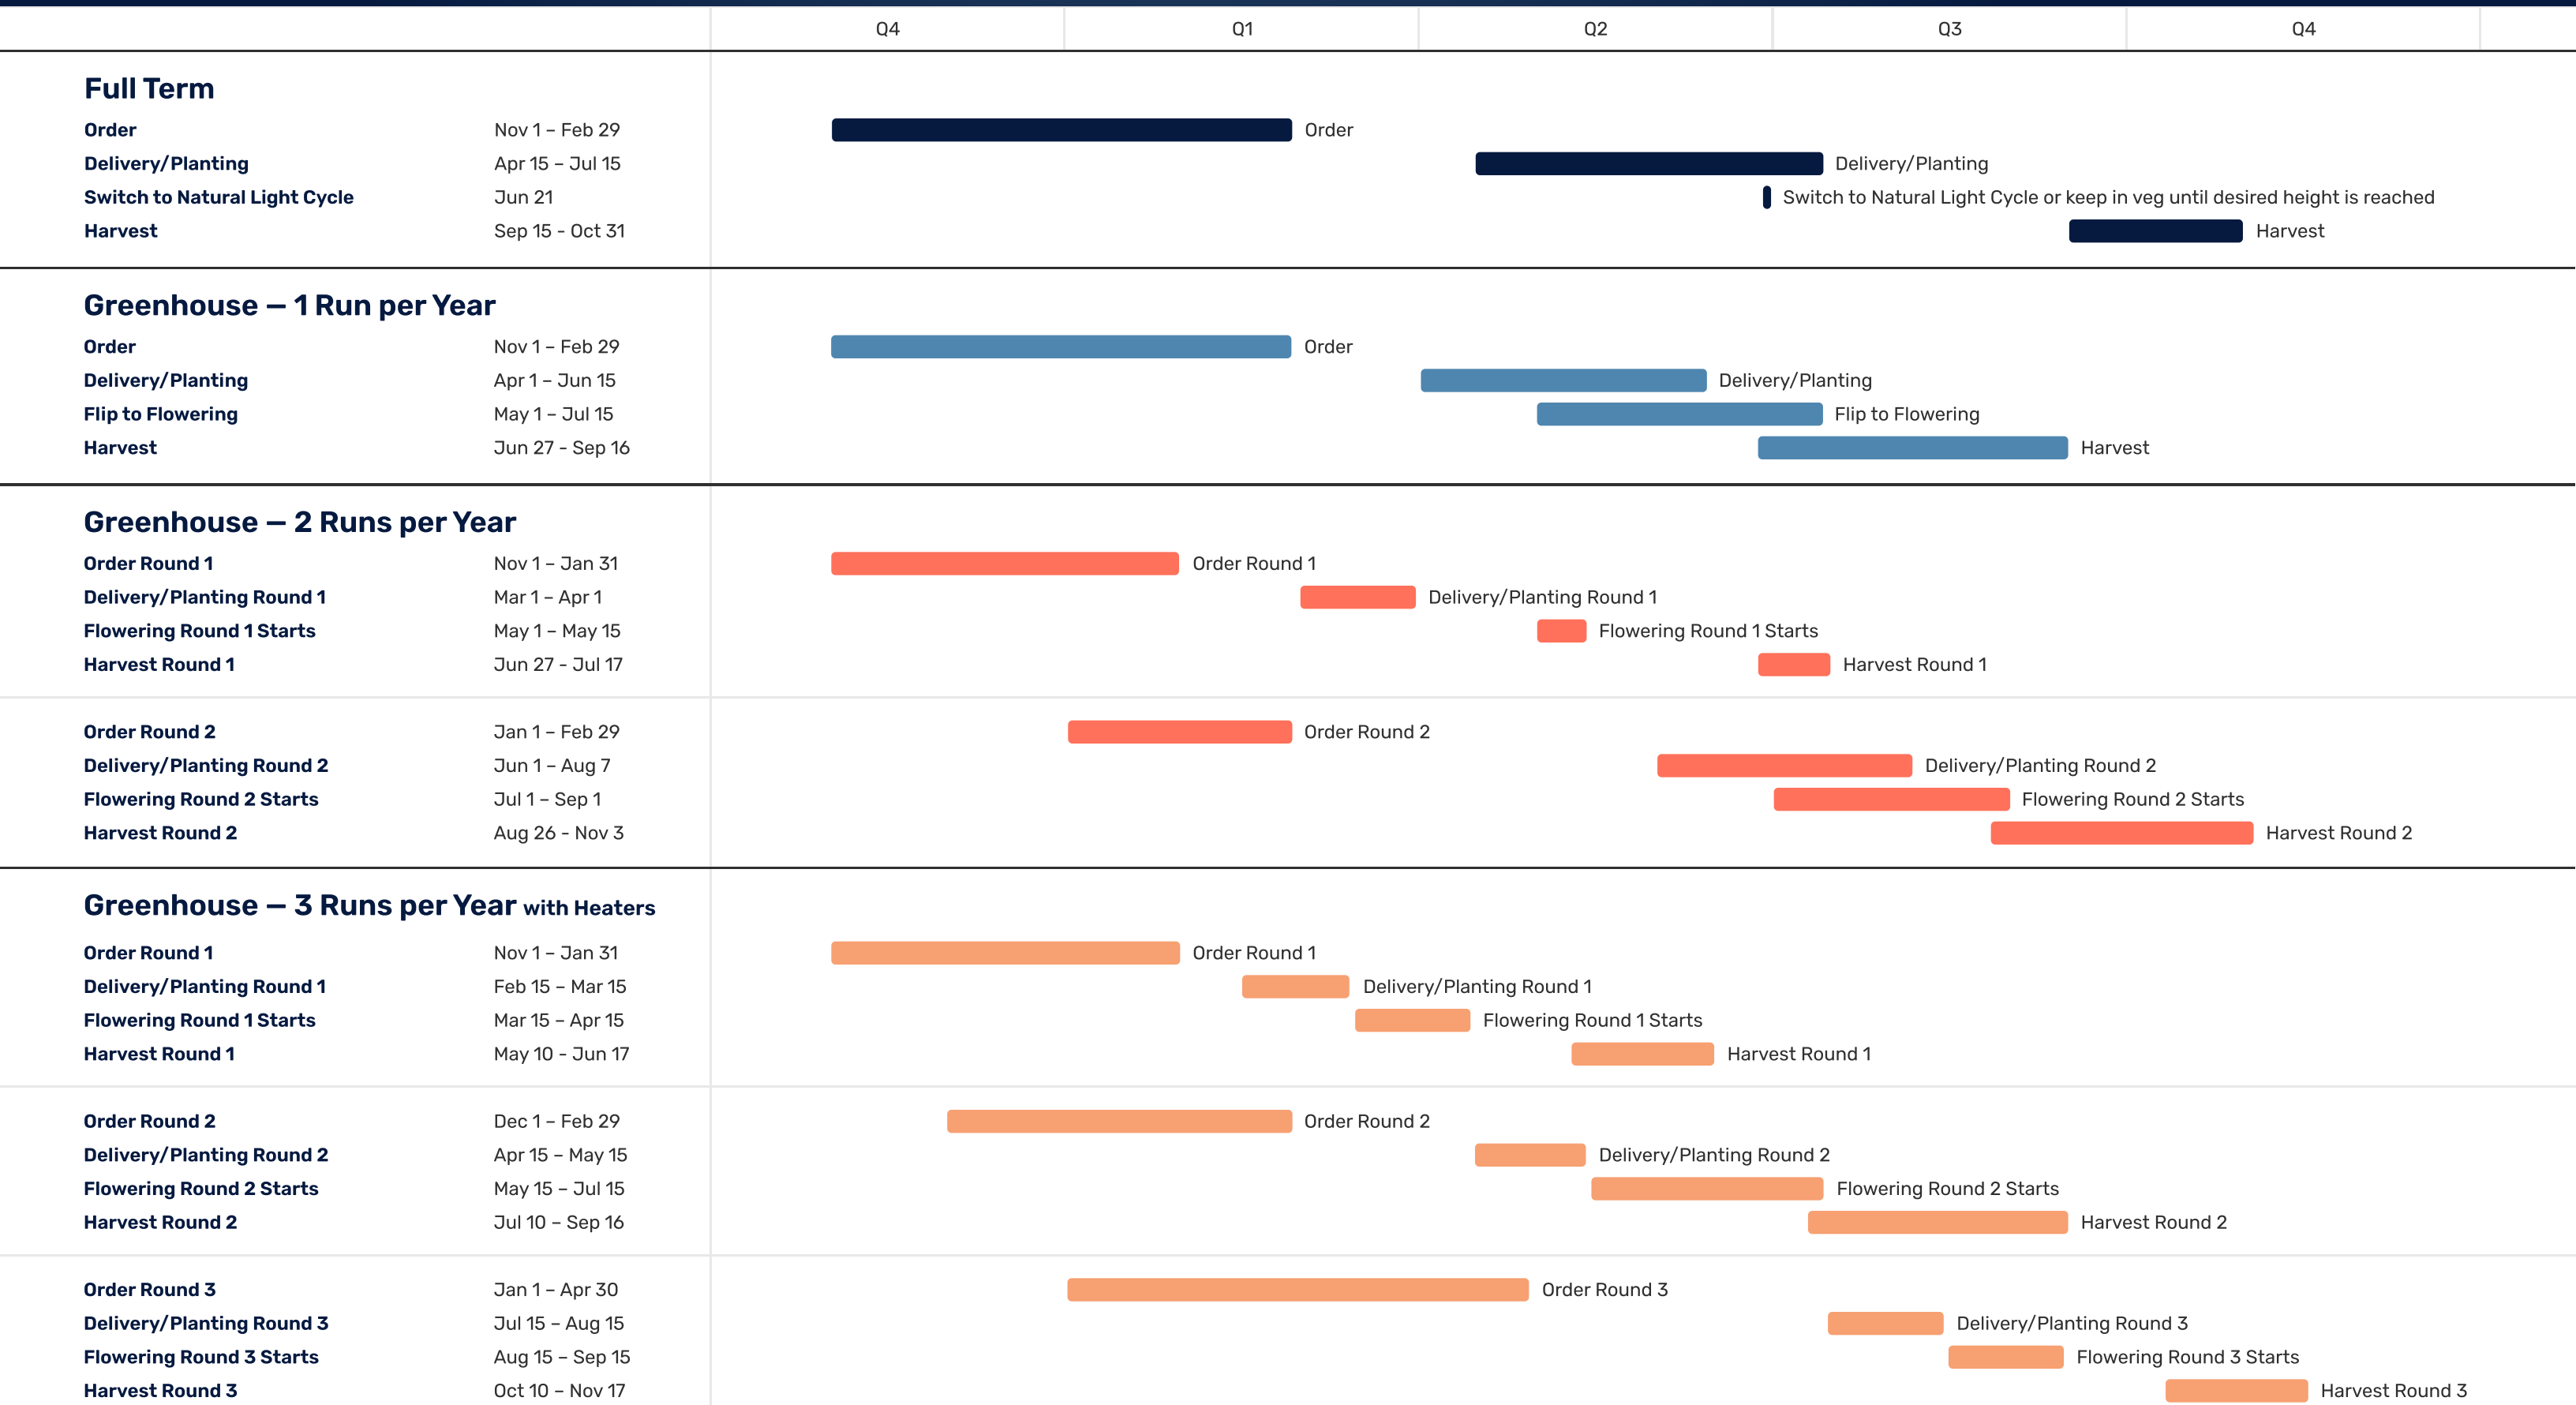 Q4 Q1 Q2 Q3 Q4
Full Term
Order Nov 1 – Feb 29 Order
Delivery/Planting Apr 15 – Jul 15 Delivery/Planting
Switch to Natural Light Cycle Jun 21 Switch to Natural Light Cycle or keep in veg until desired height is reached
Harvest Sep 15 - Oct 31 Harvest
Greenhouse — 1 Run per Year
Order Nov 1 – Feb 29 Order
Delivery/Planting Apr 1 – Jun 15 Delivery/Planting
Flip to Flowering May 1 – Jul 15 Flip to Flowering
Harvest Jun 27 - Sep 16 Harvest
Greenhouse — 2 Runs per Year
Order Round 1 Nov 1 – Jan 31 Order Round 1
Delivery/Planting Round 1 Mar 1 – Apr 1 Delivery/Planting Round 1
Flowering Round 1 Starts May 1 – May 15 Flowering Round 1 Starts
Harvest Round 1 Jun 27 - Jul 17 Harvest Round 1
Order Round 2 Jan 1 – Feb 29 Order Round 2
Delivery/Planting Round 2 Jun 1 – Aug 7 Delivery/Planting Round 2
Flowering Round 2 Starts Jul 1 – Sep 1 Flowering Round 2 Starts
Harvest Round 2 Aug 26 - Nov 3 Harvest Round 2
Greenhouse — 3 Runs per Year with Heaters
Order Round 1 Nov 1 – Jan 31 Order Round 1
Delivery/Planting Round 1 Feb 15 – Mar 15 Delivery/Planting Round 1
Flowering Round 1 Starts Mar 15 – Apr 15 Flowering Round 1 Starts
Harvest Round 1 May 10 - Jun 17 Harvest Round 1
Order Round 2 Dec 1 – Feb 29 Order Round 2
Delivery/Planting Round 2 Apr 15 – May 15 Delivery/Planting Round 2
Flowering Round 2 Starts May 15 – Jul 15 Flowering Round 2 Starts
Harvest Round 2 Jul 10 – Sep 16 Harvest Round 2
Order Round 3 Jan 1 – Apr 30 Order Round 3
Delivery/Planting Round 3 Jul 15 – Aug 15 Delivery/Planting Round 3
Flowering Round 3 Starts Aug 15 – Sep 15 Flowering Round 3 Starts
Harvest Round 3 Oct 10 – Nov 17 Harvest Round 3